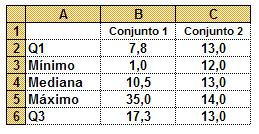 A B C
1 Conjunto 1 Conjunto 2
2 Q1 7,8 13,0
3 Mínimo 1,0 12,0
4 Mediana 10,5 13,0
5 Máximo 35,0 14,0
6 Q3 17,3 13,0